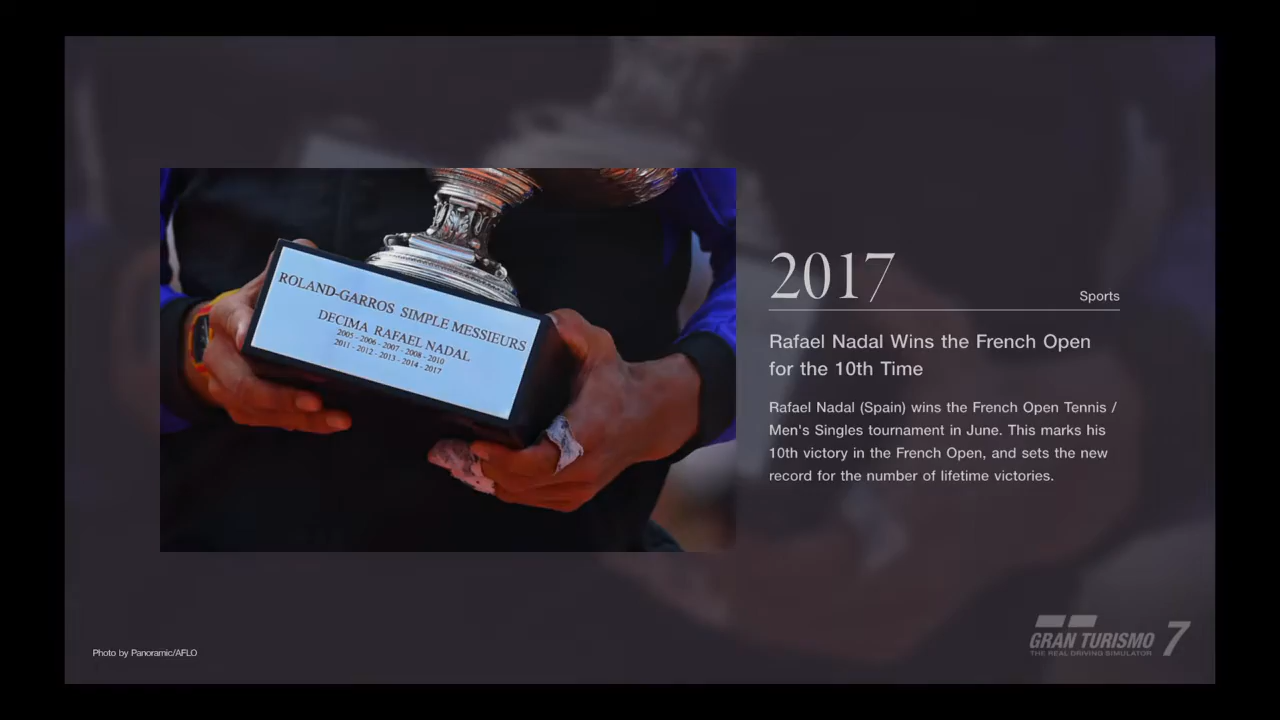 ROLAND-GARROS SIMPLE MESSIEURS
DECIMA RAFAEL NADAL
2005 - 2006 - 2007 - 2008 - 2010
2011 - 2012 - 2013 - 2014 - 2017
2017
Sports
Rafael Nadal Wins the French Open
for the 10th Time
Rafael Nadal (Spain) wins the French Open Tennis /
Men's Singles tournament in June. This marks his
10th victory in the French Open, and sets the new
record for the number of lifetime victories.
Photo by Panoramic/AFLO
GRAN TURISMO 7
THE REAL DRIVING SIMULATOR